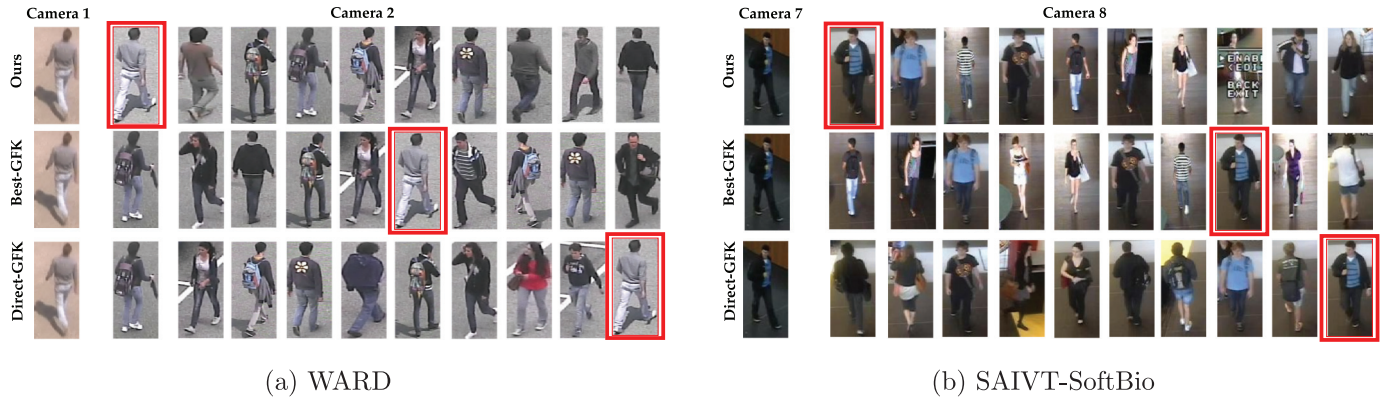 Camera 1
Camera 2
Ours
Best-GFK
Direct-GFK
(a) WARD
Camera 7
Camera 8
Ours
ENABL
EDI
BACK
EXIT
Best-GFK
Direct-GFK
(b) SAIVT-SoftBio